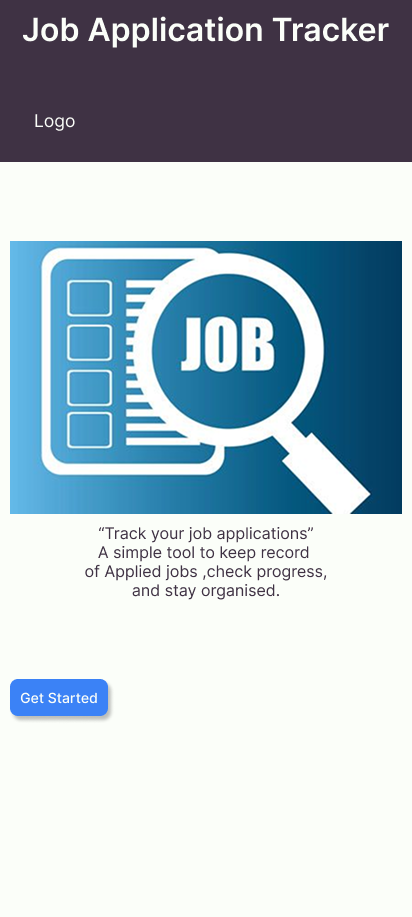 Job Application Tracker
Logo
JOB
“Track your job applications”
A simple tool to keep record
of Applied jobs ,check progress,
and stay organised.
Get Started